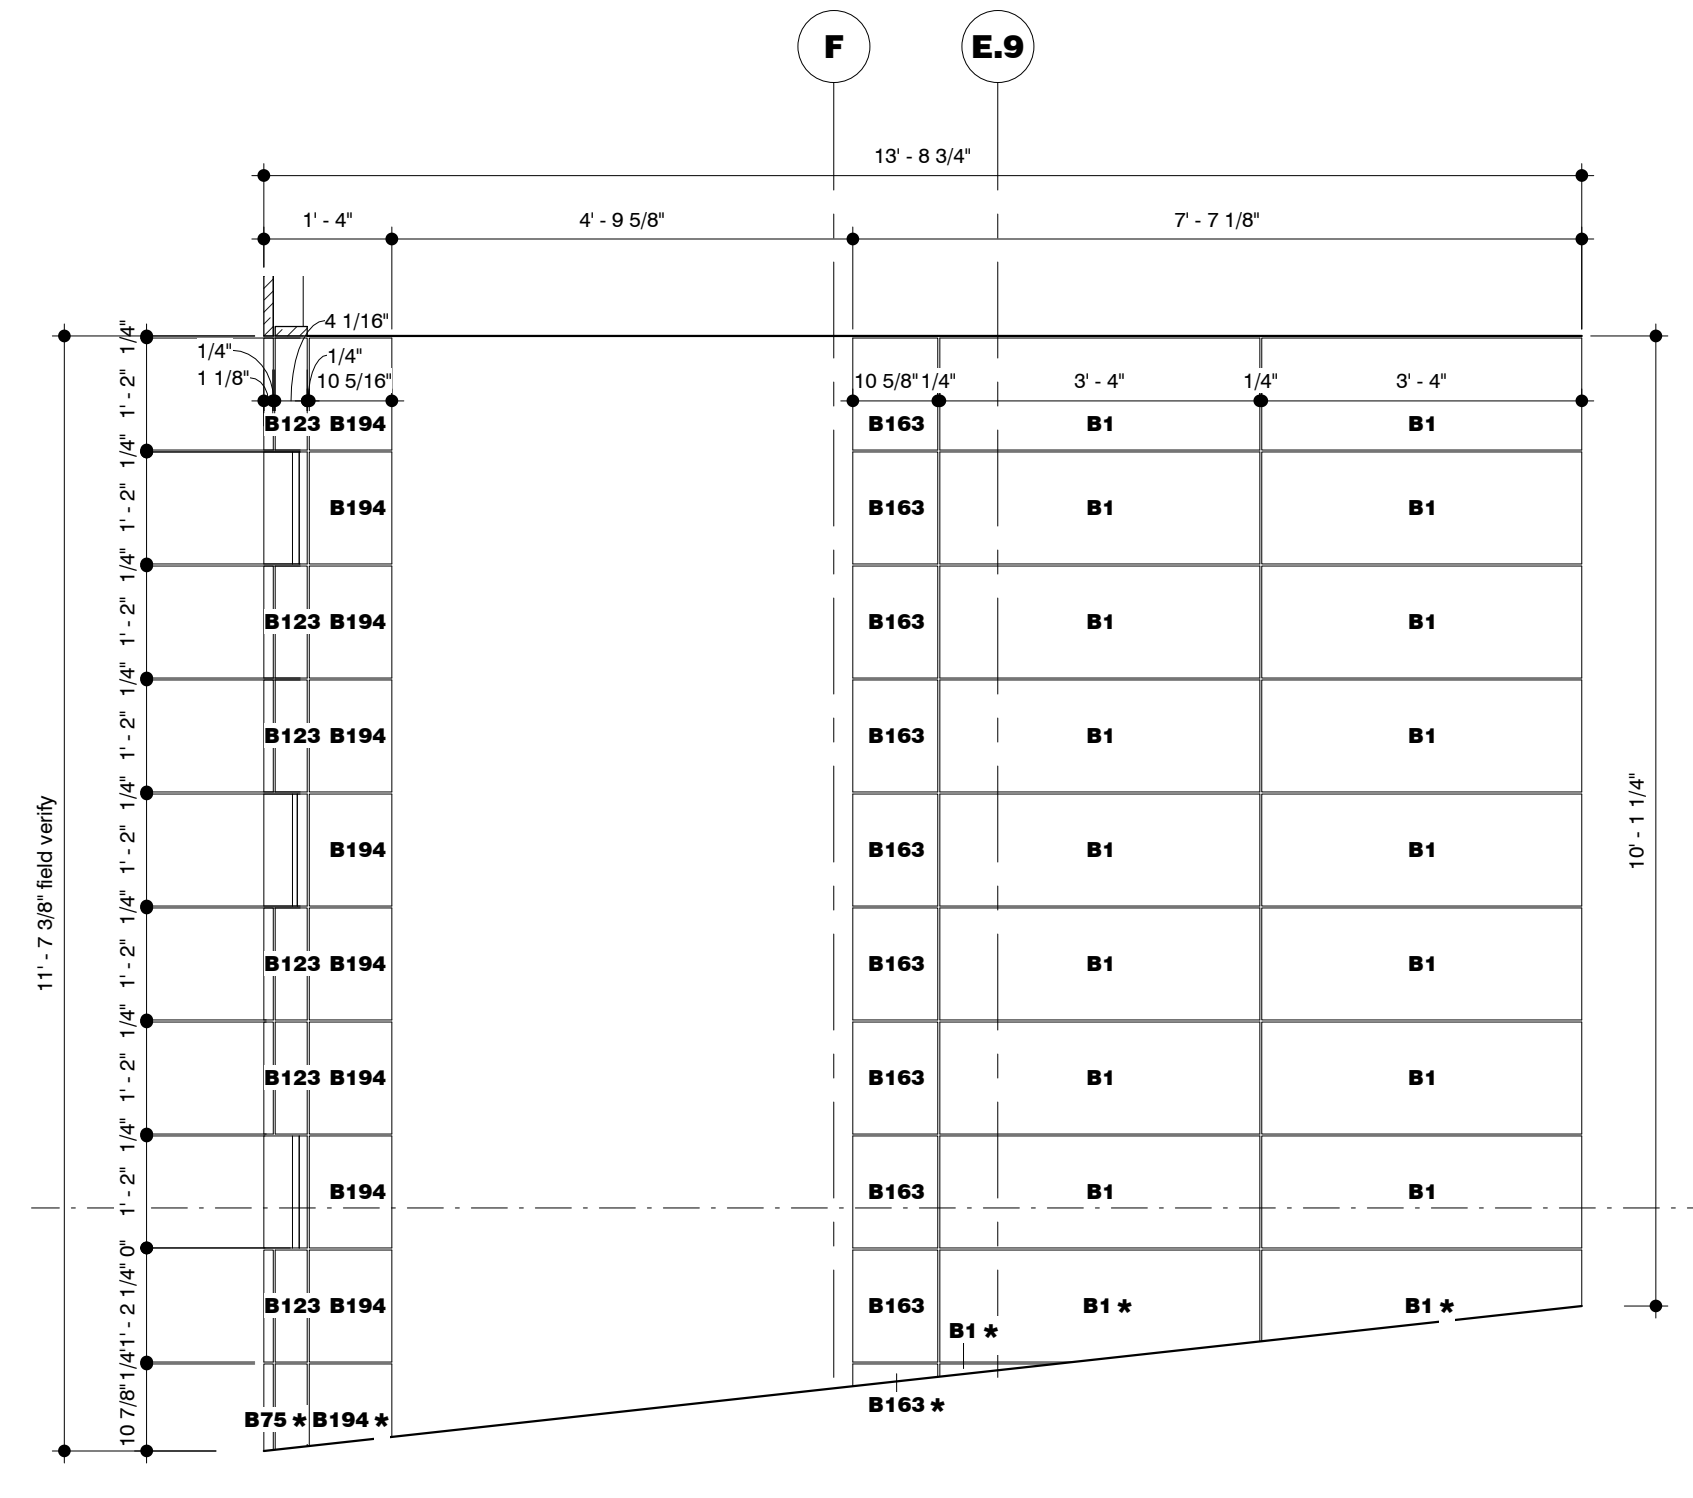 F E.9
13' - 8 3/4"
1' - 4" 4' - 9 5/8" 7' - 7 1/8"
4 1/16"
1/4" 1/4"
1 1/8" 10 5/16" 10 5/8" 1/4" 3' - 4" 1/4" 3' - 4"
1/4"
1' - 2"
B123 B194 B163 B1 B1
1/4"
1' - 2"
B194 B163 B1 B1
1/4"
1' - 2"
B123 B194 B163 B1 B1
1/4"
1' - 2"
B123 B194 B163 B1 B1
1/4"
1' - 2"
B194 B163 B1 B1
10' - 1 1/4"
11' - 7 3/8" field verify
1/4"
1' - 2"
B123 B194 B163 B1 B1
1/4"
1' - 2"
B123 B194 B163 B1 B1
1/4"
1' - 2"
B194 B163 B1 B1
0"
1' - 2 1/4"
B123 B194 B163 B1 * B1 *
B1 *
1/4"
10 7/8"
B163 *
B75 * B194 *